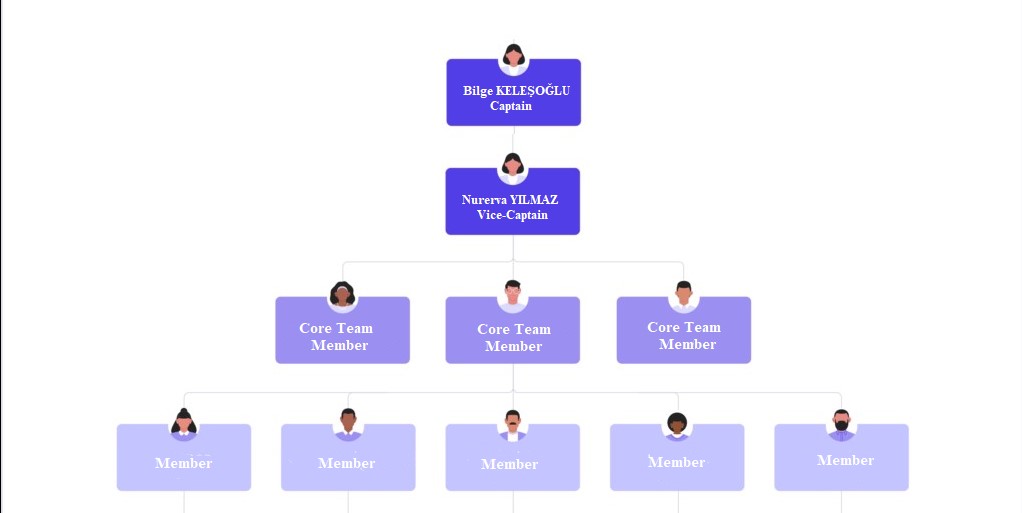 Bilge KELEŞOĞLU
Captain
Nurerva YILMAZ
Vice-Captain
Core Team
Member
Core Team
Member
Core Team
Member
Member
Member
Member
Member
Member